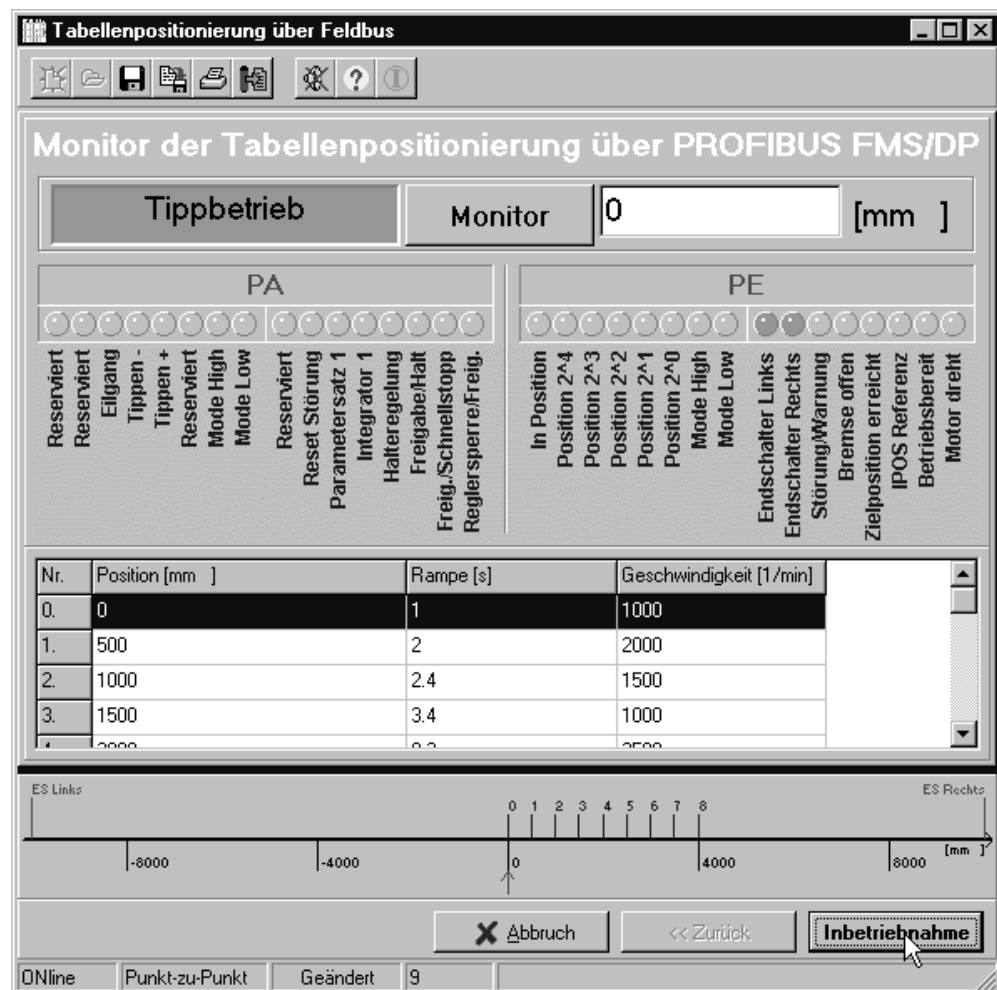 Tabellenpositionierung über Feldbus
Monitor der Tabellenpositionierung über PROFIBUS FMS/DP
Tippbetrieb Monitor 0 [mm ]
PA
PE
Reserviert
Reserviert
Eilgang
Tippen -
Tippen +
Reserviert
Mode High
Mode Low
Reserviert
Reset Störung
Parametersatz 1
Integrator 1
Halteregelung
Freigabe/Halt
Freig./Schnellstopp
Reglersperre/Freig.
In Position
Position 2^4
Position 2^3
Position 2^2
Position 2^1
Position 2^0
Mode High
Mode Low
Endschalter Links
Endschalter Rechts
Störung/Warnung
Bremse offen
Zielposition erreicht
IPOS Referenz
Betriebsbereit
Motor dreht
Nr. Position [mm ] Rampe [s] Geschwindigkeit [1/min]
0. 0 1 1000
1. 500 2 2000
2. 1000 2.4 1500
3. 1500 3.4 1000
ES Links ES Rechts
0 1 2 3 4 5 6 7 8
-8000 -4000 0 4000 8000 [mm ]
Abbruch << Zurück Inbetriebnahme
ONline Punkt-zu-Punkt Geändert 9